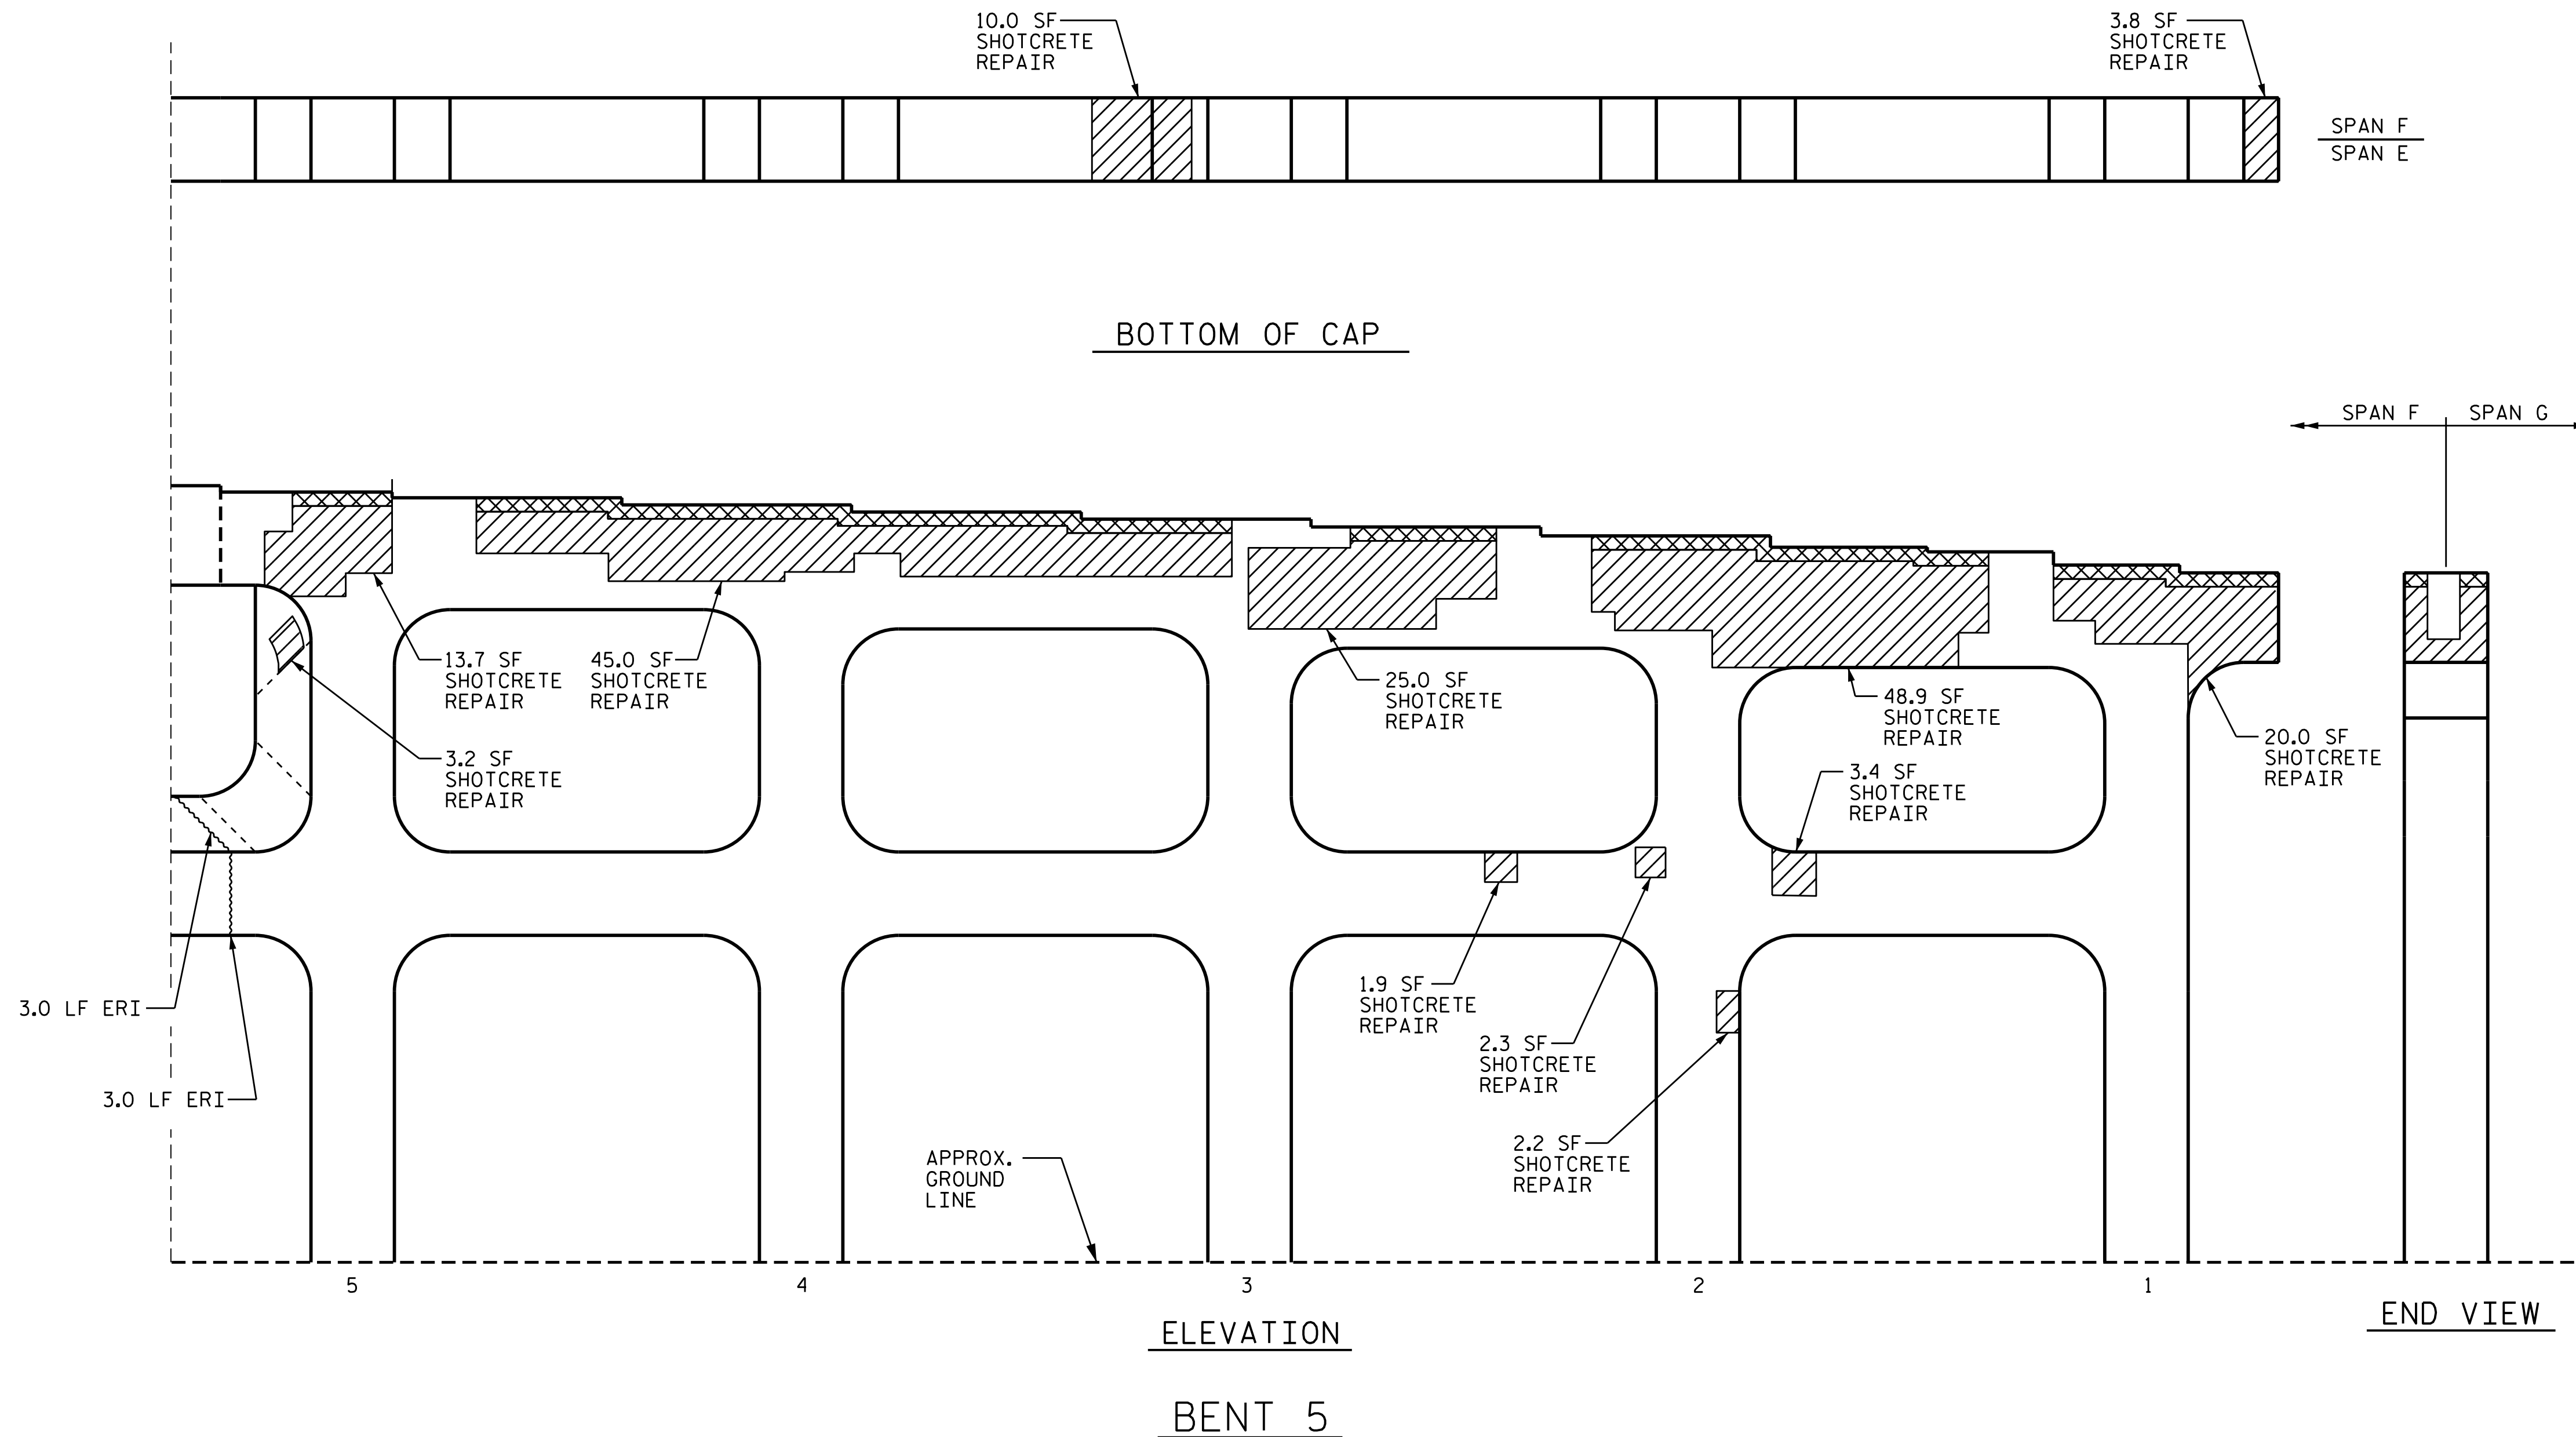 10.0 SF
SHOTCRETE
REPAIR
3.8 SF
SHOTCRETE
REPAIR
SPAN F
SPAN E
BOTTOM OF CAP
SPAN F
SPAN G
13.7 SF
SHOTCRETE
REPAIR
45.0 SF
SHOTCRETE
REPAIR
25.0 SF
SHOTCRETE
REPAIR
48.9 SF
SHOTCRETE
REPAIR
20.0 SF
SHOTCRETE
REPAIR
3.2 SF
SHOTCRETE
REPAIR
3.4 SF
SHOTCRETE
REPAIR
1.9 SF
SHOTCRETE
REPAIR
2.3 SF
SHOTCRETE
REPAIR
2.2 SF
SHOTCRETE
REPAIR
3.0 LF ERI
3.0 LF ERI
APPROX.
GROUND
LINE
5
4
3
2
1
ELEVATION
END VIEW
BENT 5